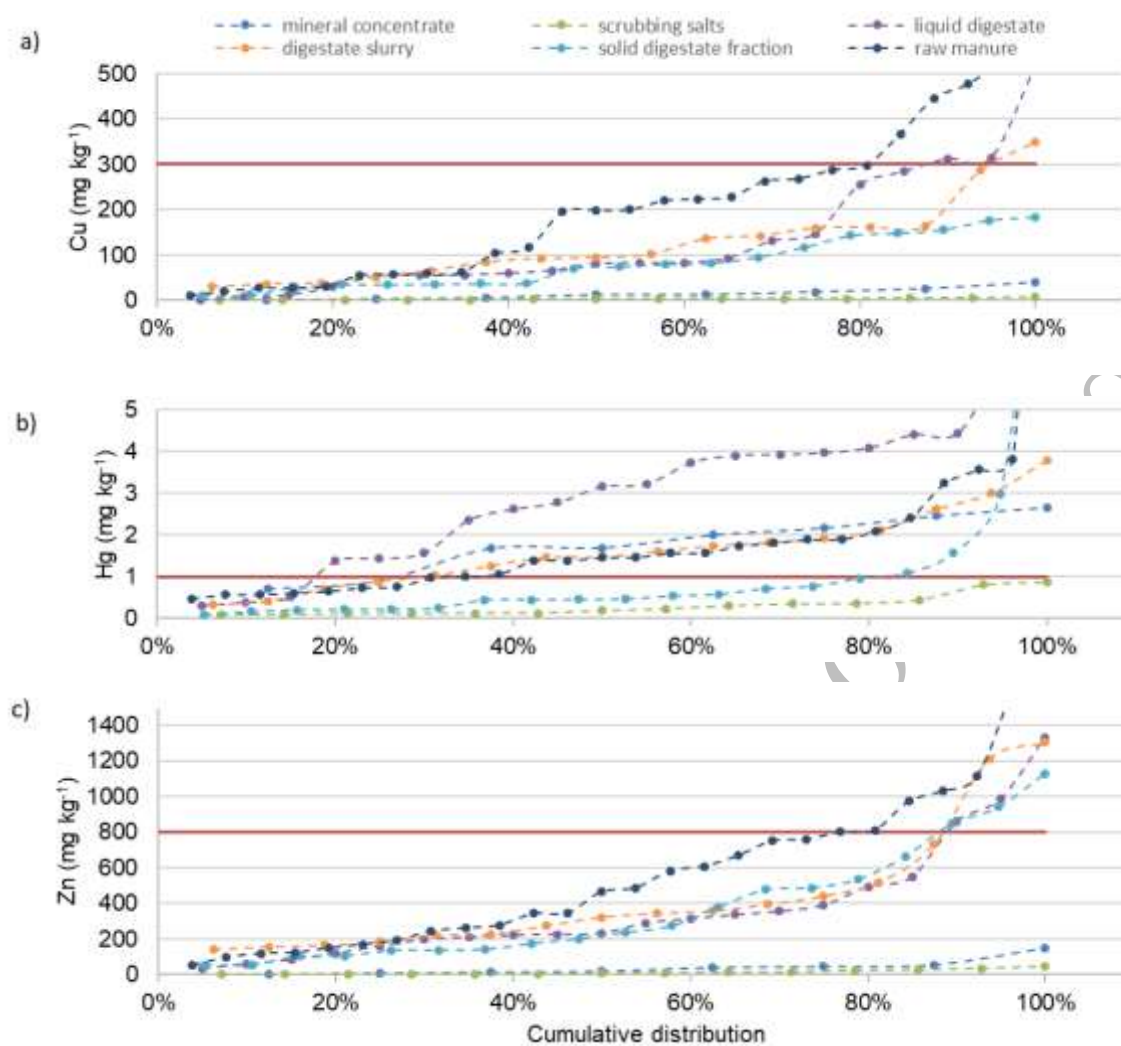 mineral concentrate scrubbing salts liquid digestate
a) digestate slurry solid digestate fraction raw manure
500
400
300
200
100
0
Cu (mg kg⁻¹)
0% 20% 40% 60% 80% 100%
b)
5
4
3
2
1
0
Hg (mg kg⁻¹)
0% 20% 40% 60% 80% 100%
c)
1400
1200
1000
800
600
400
200
0
Zn (mg kg⁻¹)
0% 20% 40% 60% 80% 100%
Cumulative distribution